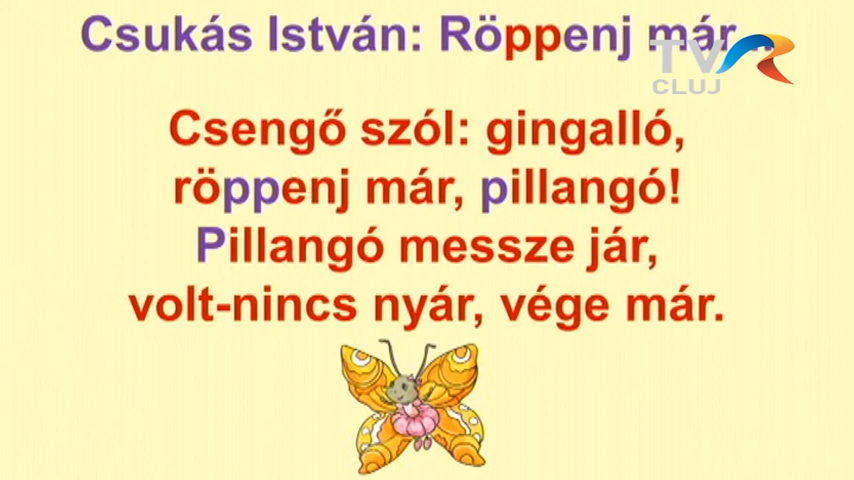 Csukás István: Röppenj már...
TVR
CLUJ
Csengő szól: gingalló,
röppenj már, pillangó!
Pillangó messze jár,
volt-nincs nyár, vége már.